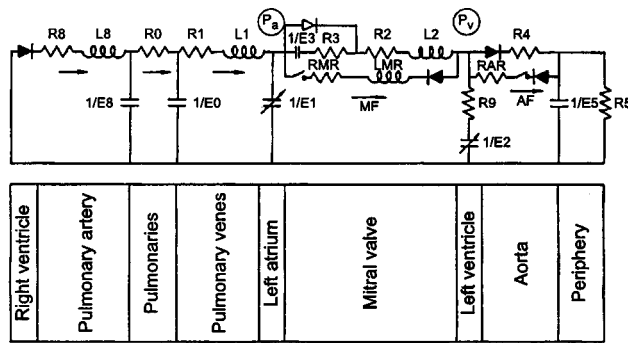 Pa
Pv
R8 L8 R0 R1 L1 1/E3 R3 R2 L2 R4
RMR LMR RAR
MF AF
1/E8 1/E0 1/E1 R9 1/E5 R5
1/E2
Right ventricle
Pulmonary artery
Pulmonaries
Pulmonary venes
Left atrium
Mitral valve
Left ventricle
Aorta
Periphery